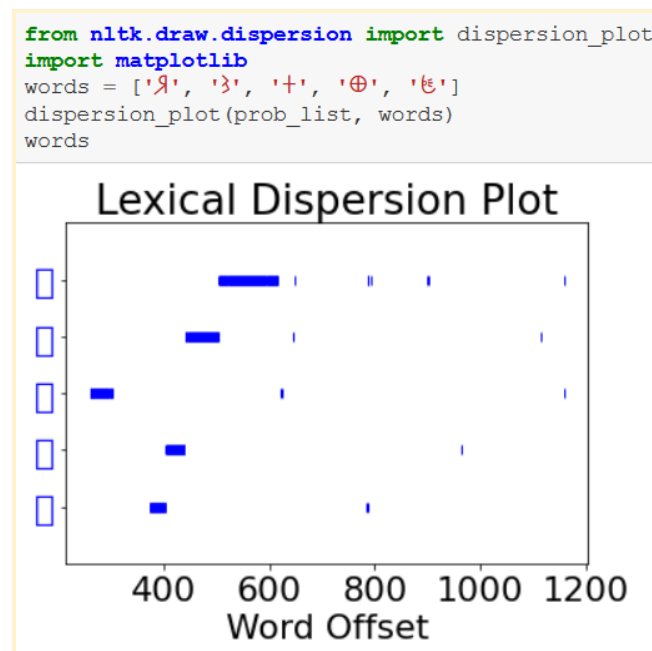 from nltk.draw.dispersion import dispersion_plot
import matplotlib
dispersion_plot(prob_list, words)
words
Lexical Dispersion Plot
400 600 800 1000 1200
Word Offset